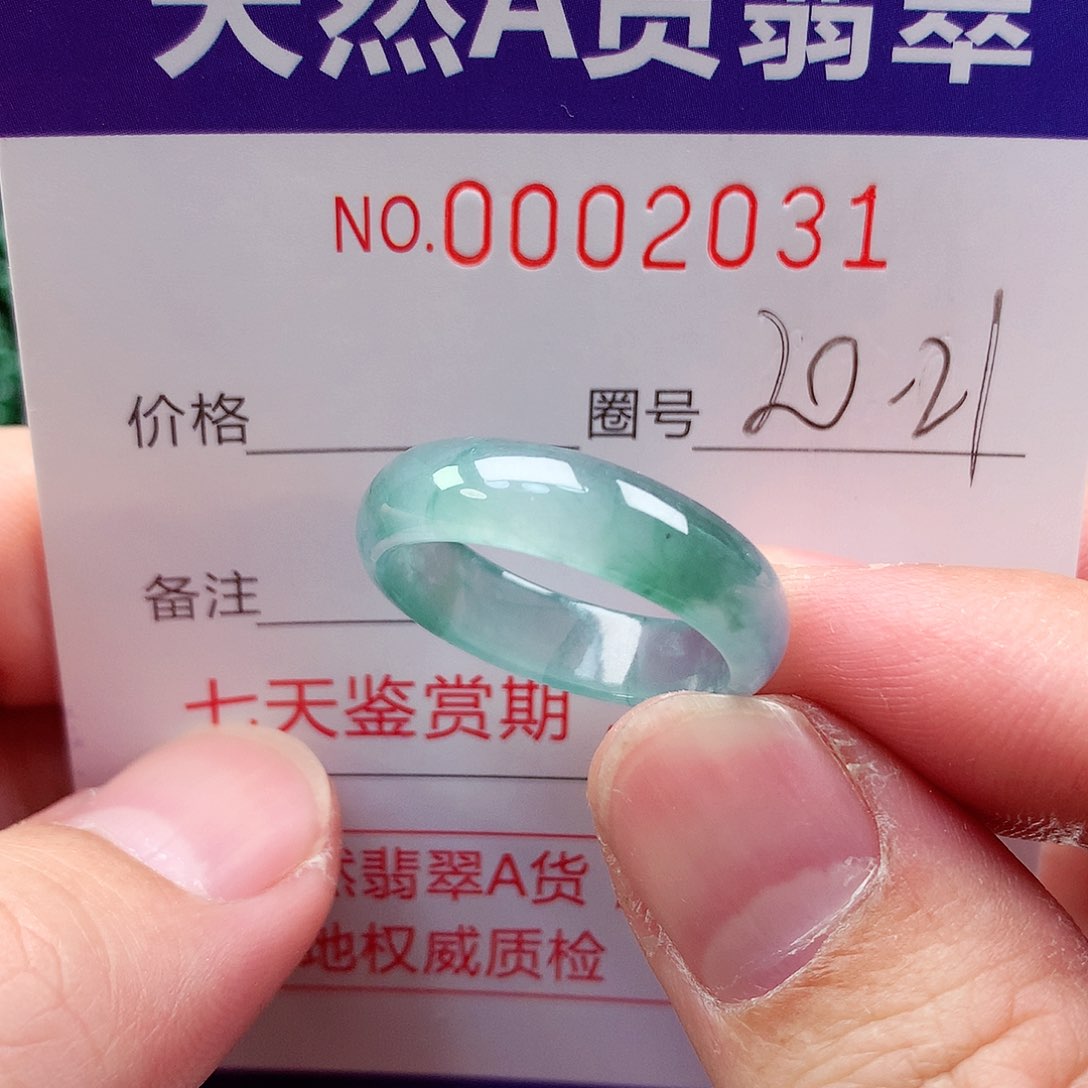 天然A货翡翠
NO.0002031
价格 圈号 20.2
备注
七天鉴赏期
然翡翠A货
地权威质检